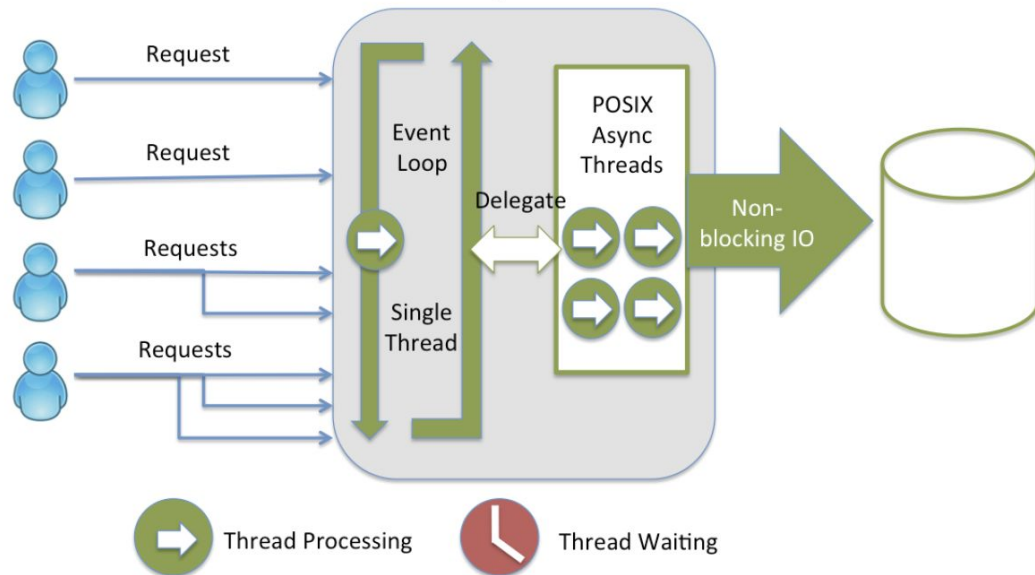 Request
Request
Requests
Requests
Event
Loop
Single
Thread
Delegate
POSIX
Async
Threads
Non-
blocking IO
Thread Processing
Thread Waiting